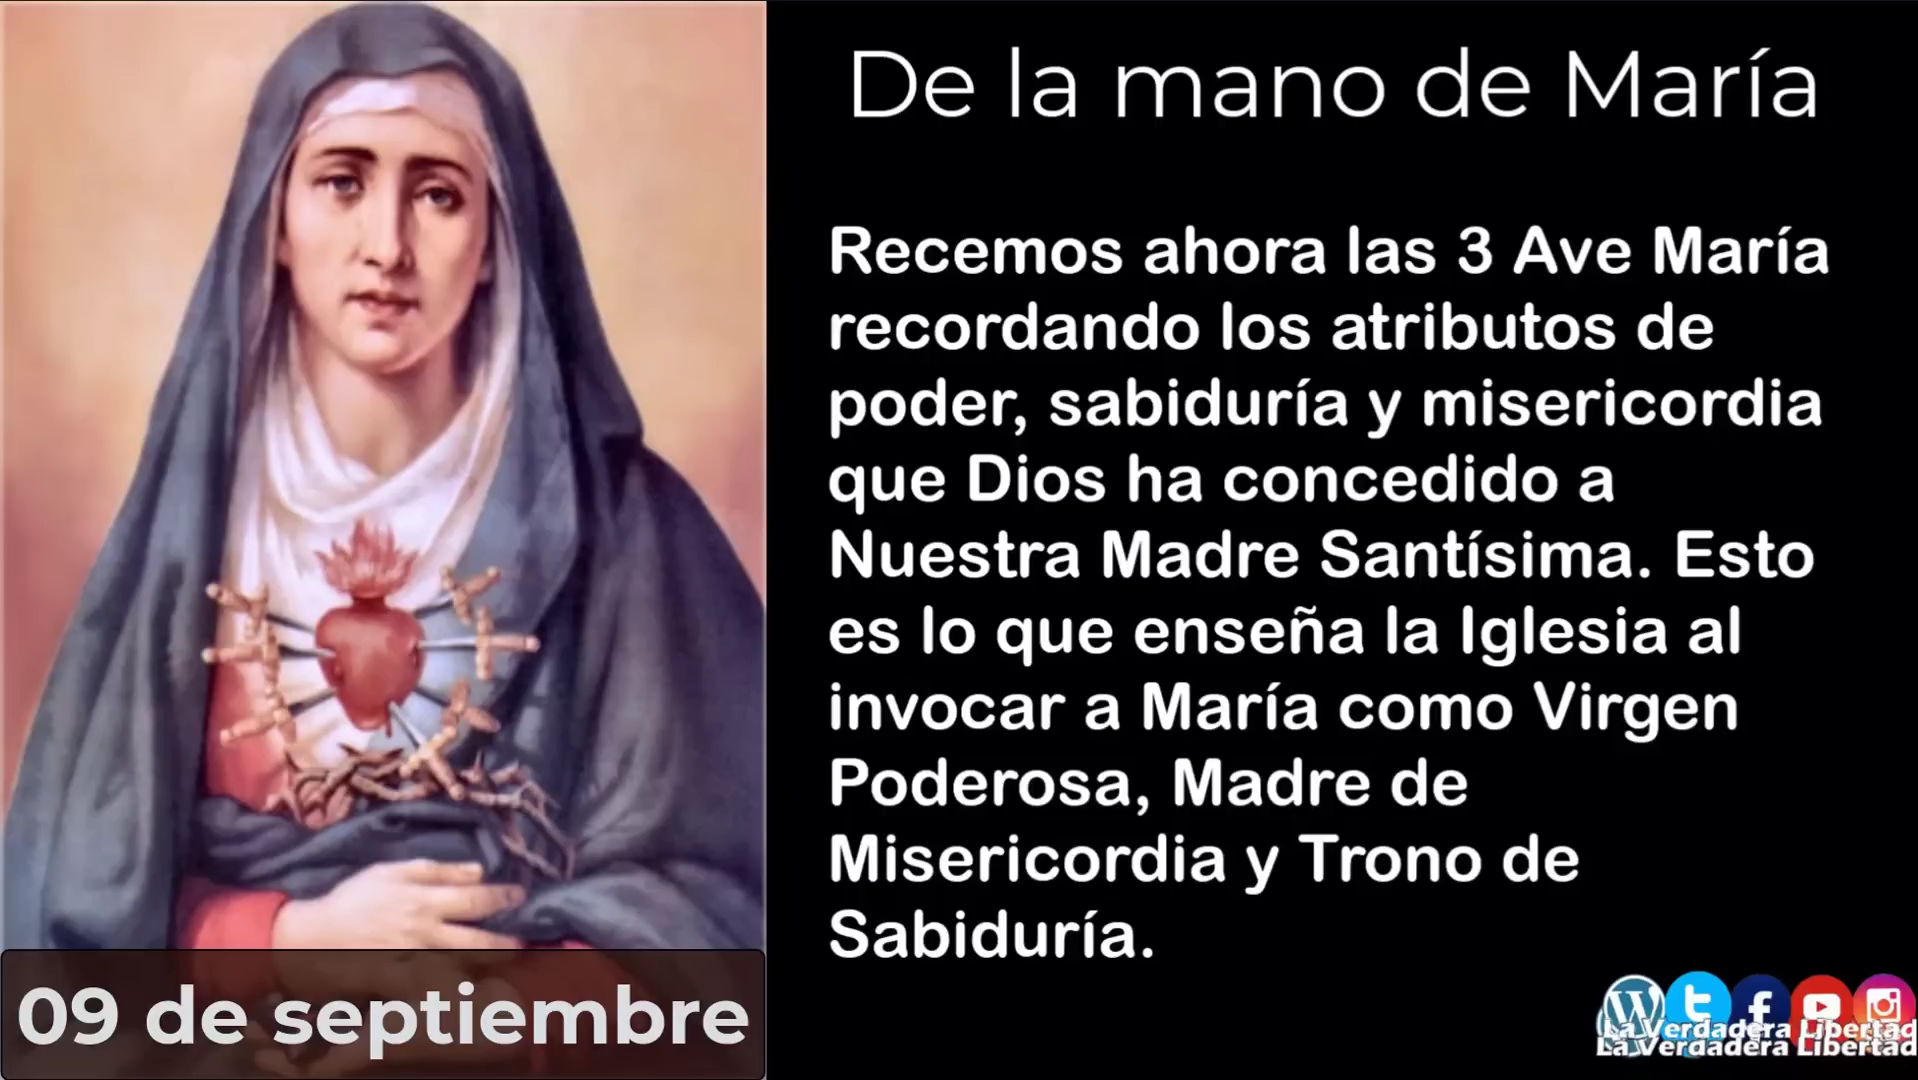 De la mano de María
Recemos ahora las 3 Ave María
recordando los atributos de
poder, sabiduría y misericordia
que Dios ha concedido a
Nuestra Madre Santísima. Esto
es lo que enseña la Iglesia al
invocar a María como Virgen
Poderosa, Madre de
Misericordia y Trono de
Sabiduría.
09 de septiembre
La Verdadera Libertad
La Verdadera Libertad